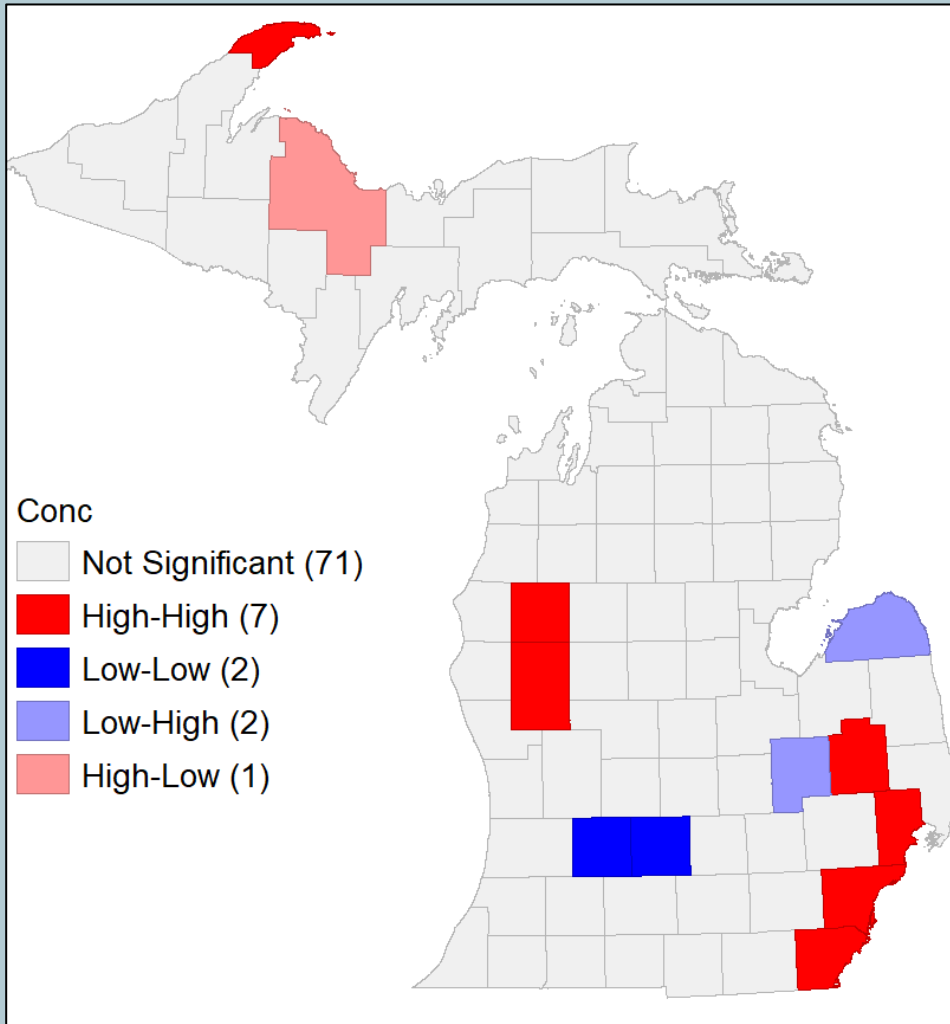 Conc
Not Significant (71)
High-High (7)
Low-Low (2)
Low-High (2)
High-Low (1)